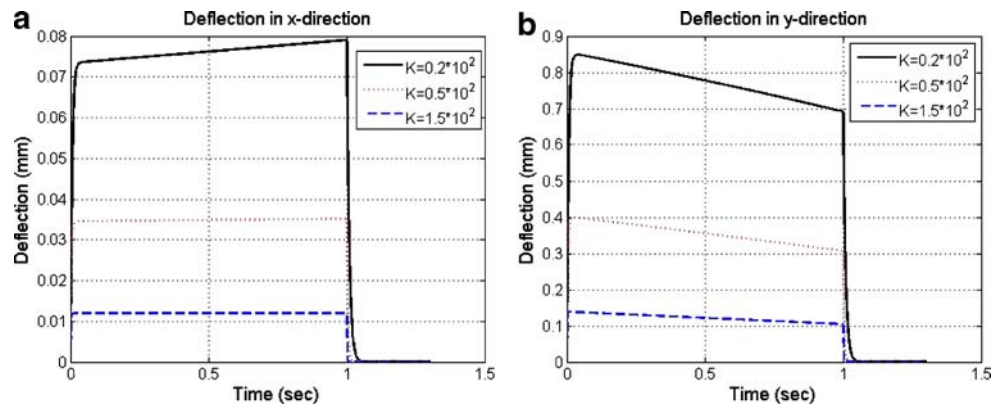 a
Deflection in x-direction
Deflection (mm)
0.08
0.07
0.06
0.05
0.04
0.03
0.02
0.01
0
0
0.5
1
1.5
Time (sec)
K=0.2*10²
K=0.5*10²
K=1.5*10²
b
Deflection in y-direction
Deflection (mm)
0.9
0.8
0.7
0.6
0.5
0.4
0.3
0.2
0.1
0
0
0.5
1
1.5
Time (sec)
K=0.2*10²
K=0.5*10²
K=1.5*10²